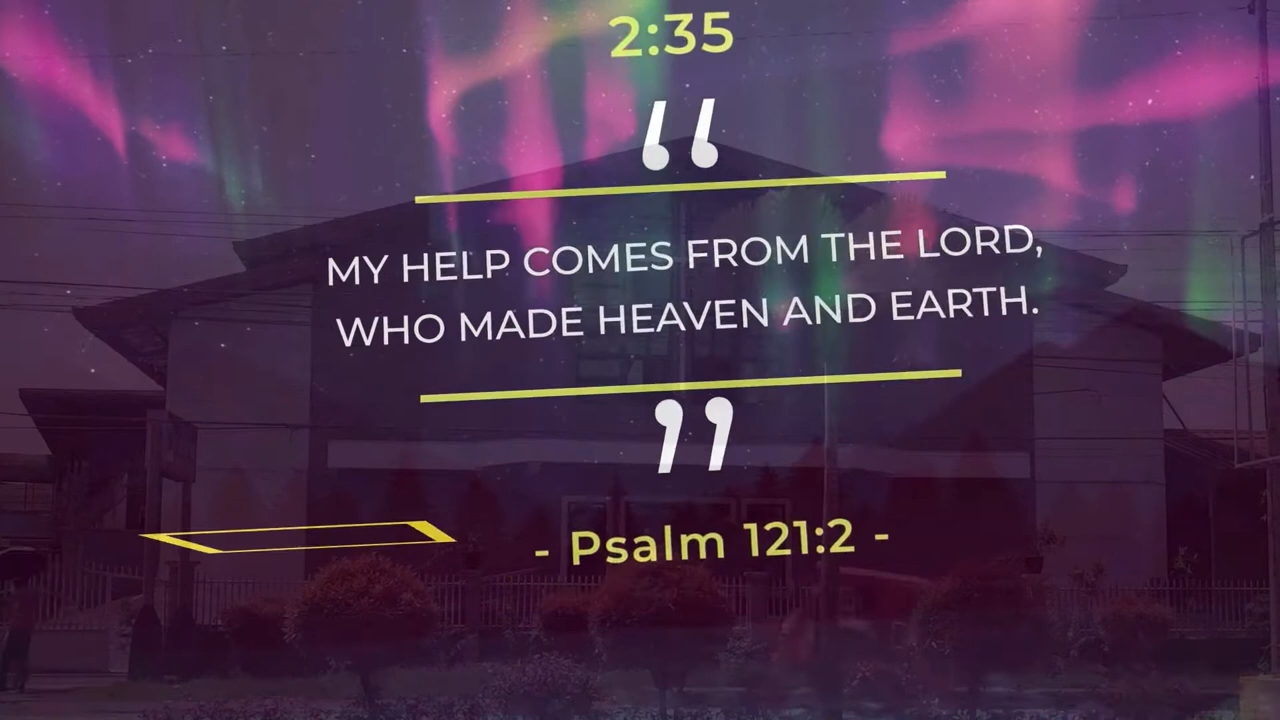 2:35
“
MY HELP COMES FROM THE LORD,
WHO MADE HEAVEN AND EARTH.
”
- Psalm 121:2 -